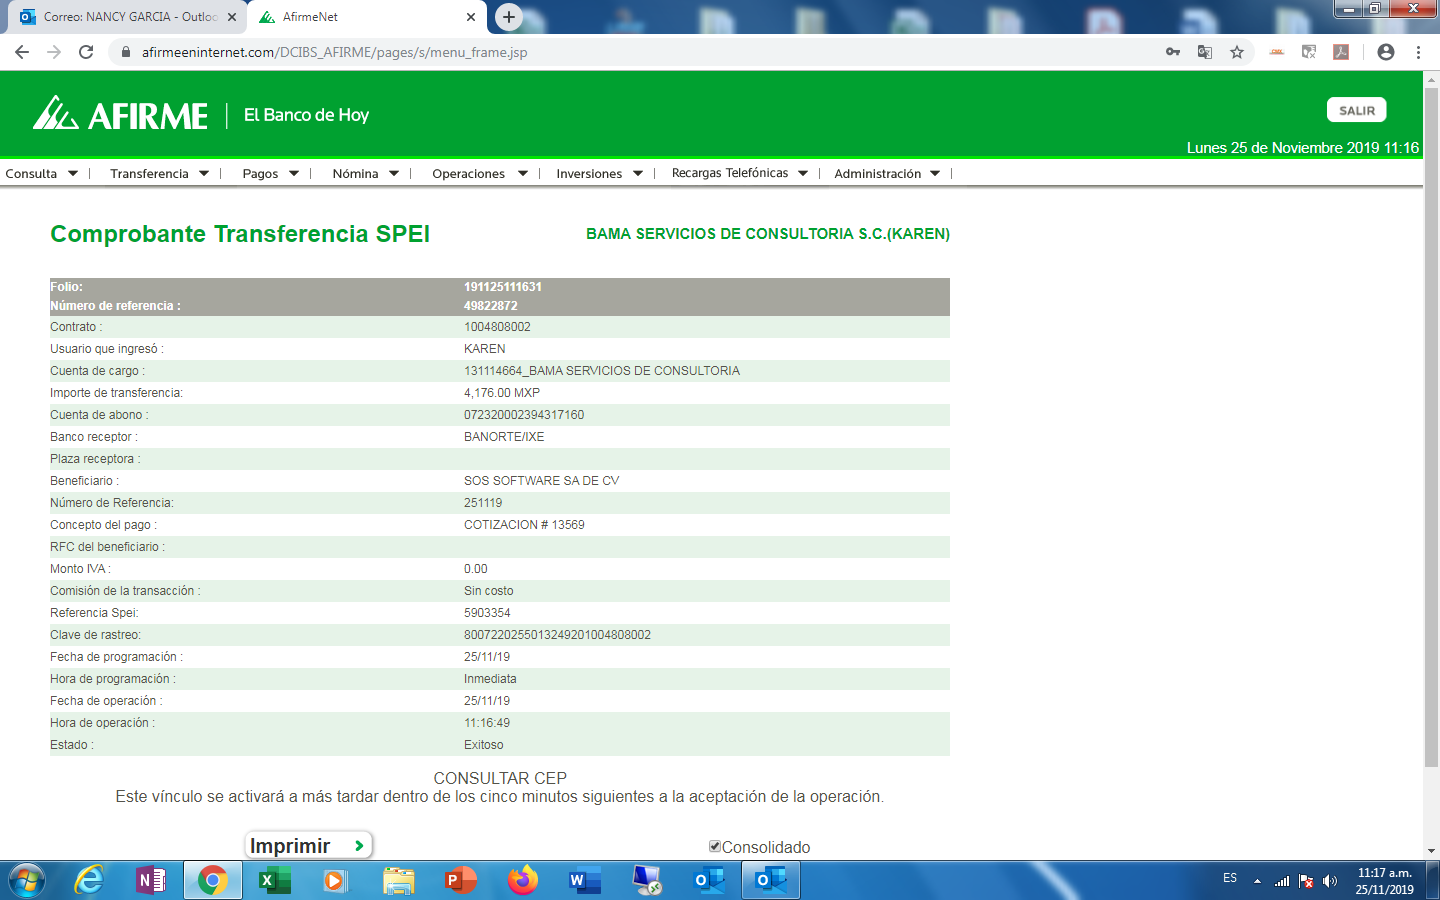 Correo: NANCY GARCIA - Outloo
AfirmeNet
afirmeeninternet.com/DCIBS_AFIRME/pages/s/menu_frame.jsp
AFIRME | El Banco de Hoy
SALIR
Lunes 25 de Noviembre 2019 11:16
Consulta | Transferencia | Pagos | Nómina | Operaciones | Inversiones | Recargas Telefónicas | Administración |
Comprobante Transferencia SPEI BAMA SERVICIOS DE CONSULTORIA S.C.(KAREN)
Folio: 191125111631
Número de referencia : 49822872
Contrato : 1004808002
Usuario que ingresó : KAREN
Cuenta de cargo : 131114664_BAMA SERVICIOS DE CONSULTORIA
Importe de transferencia: 4,176.00 MXP
Cuenta de abono : 072320002394317160
Banco receptor : BANORTE/IXE
Plaza receptora :
Beneficiario : SOS SOFTWARE SA DE CV
Número de Referencia: 251119
Concepto del pago : COTIZACION # 13569
RFC del beneficiario :
Monto IVA : 0.00
Comisión de la transacción : Sin costo
Referencia Spei: 5903354
Clave de rastreo: 8007220255013249201004808002
Fecha de programación : 25/11/19
Hora de programación : Inmediata
Fecha de operación : 25/11/19
Hora de operación : 11:16:49
Estado : Exitoso
CONSULTAR CEP
Este vínculo se activará a más tardar dentro de los cinco minutos siguientes a la aceptación de la operación.
Imprimir Consolidado
ES 11:17 a.m.
25/11/2019